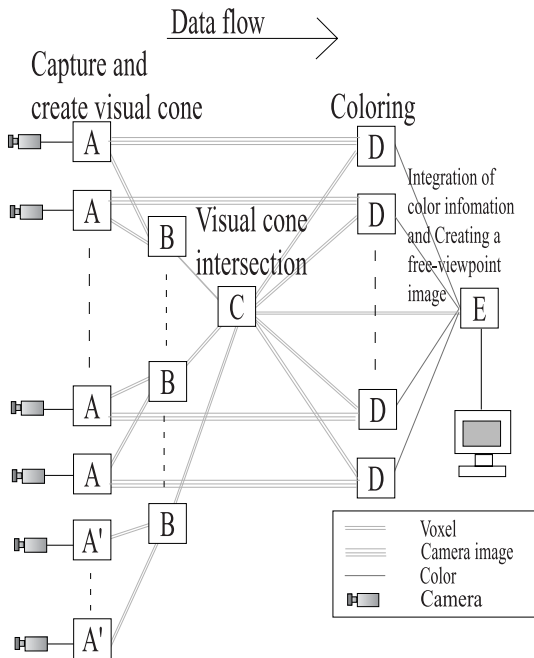 Data flow
Capture and
create visual cone
Coloring
A
D
A
D
Integration of
color infomation
and Creating a
free-viewpoint
image
B
Visual cone
intersection
C
E
B
A
D
A
D
B
A'
A'
Voxel
Camera image
Color
Camera